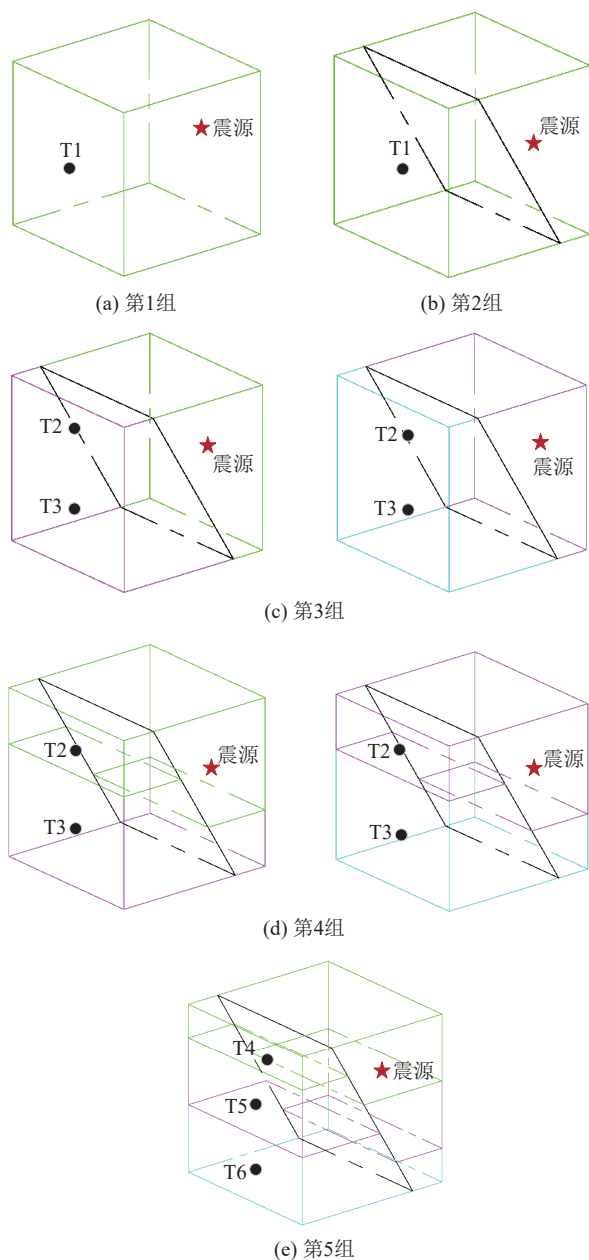 T1
震源
(a) 第1组
T1
震源
(b) 第2组
T2
T3
震源
T2
T3
震源
(c) 第3组
T2
T3
震源
T2
T3
震源
(d) 第4组
T4
T5
T6
震源
(e) 第5组